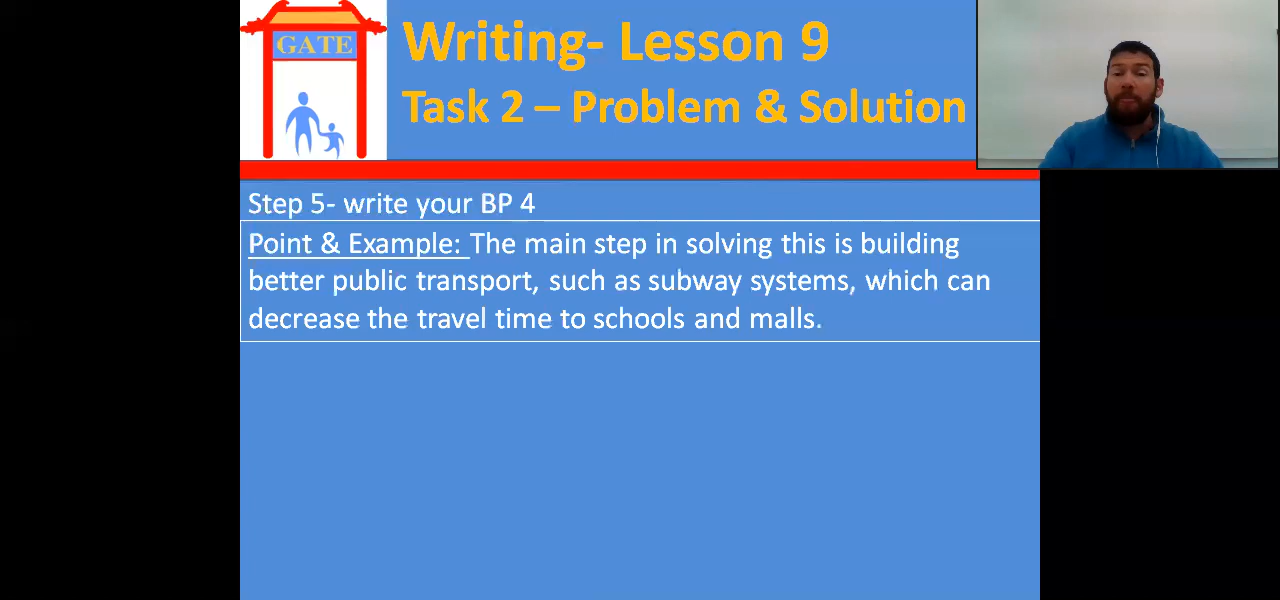 GATE
Writing- Lesson 9
Task 2 – Problem & Solution
Step 5- write your BP 4
Point & Example: The main step in solving this is building
better public transport, such as subway systems, which can
decrease the travel time to schools and malls.